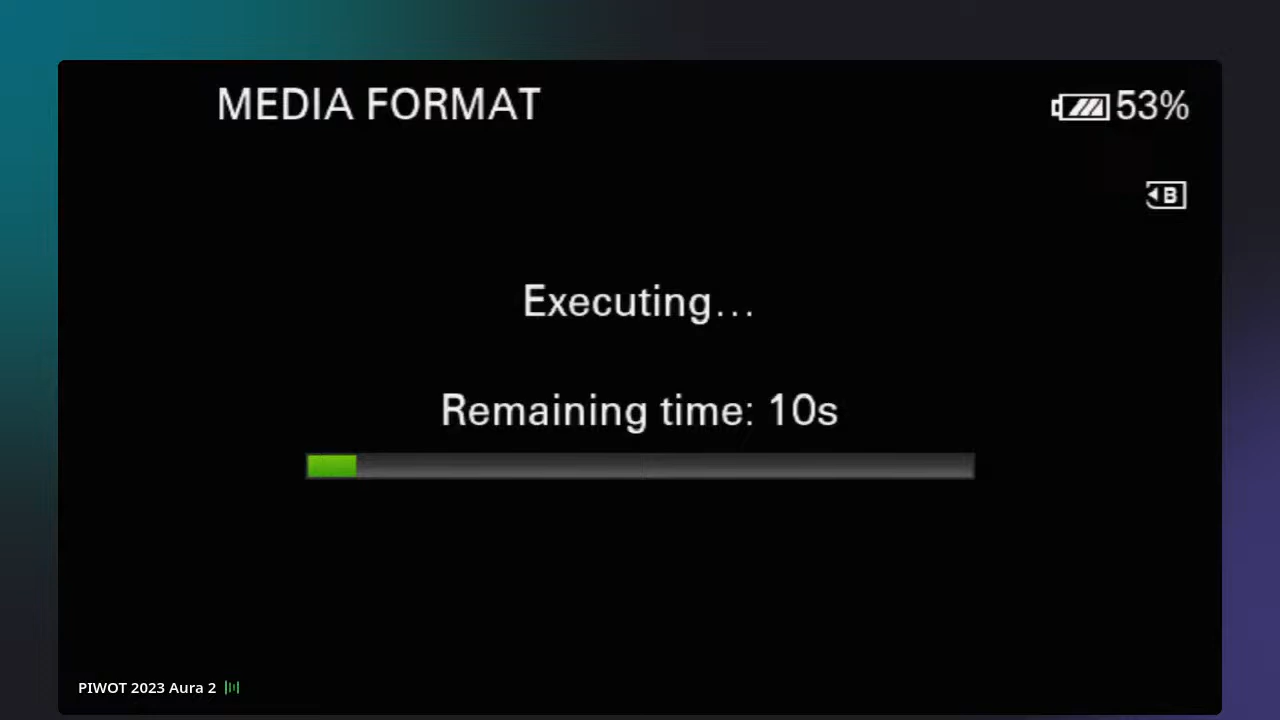 MEDIA FORMAT
53%
B
Executing...
Remaining time: 10s
PIWOT 2023 Aura 2